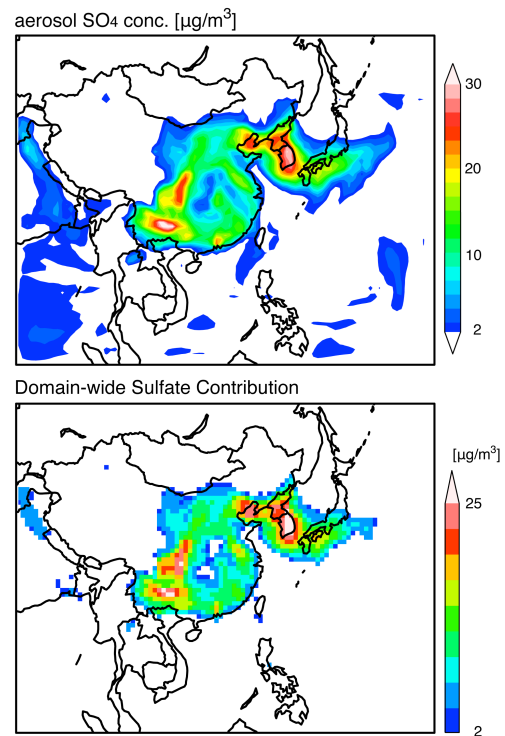 aerosol SO4 conc. [µg/m³]
30
20
10
2
Domain-wide Sulfate Contribution
[µg/m³]
25
2